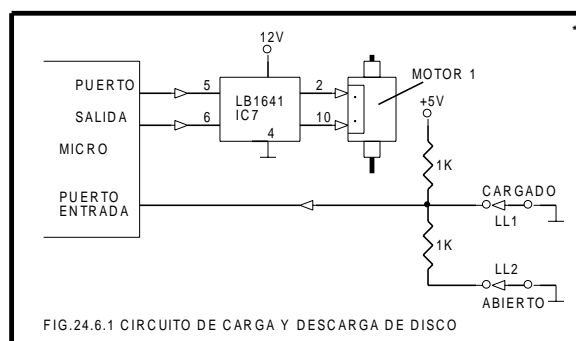 *
12V
PUERTO
5
2
MOTOR 1
LB1641
IC7
+5V
SALIDA
6
10
4
MICRO
1K
PUERTO
ENTRADA
CARGADO
LL1
1K
LL2
ABIERTO
FIG.24.6.1 CIRCUITO DE CARGA Y DESCARGA DE DISCO